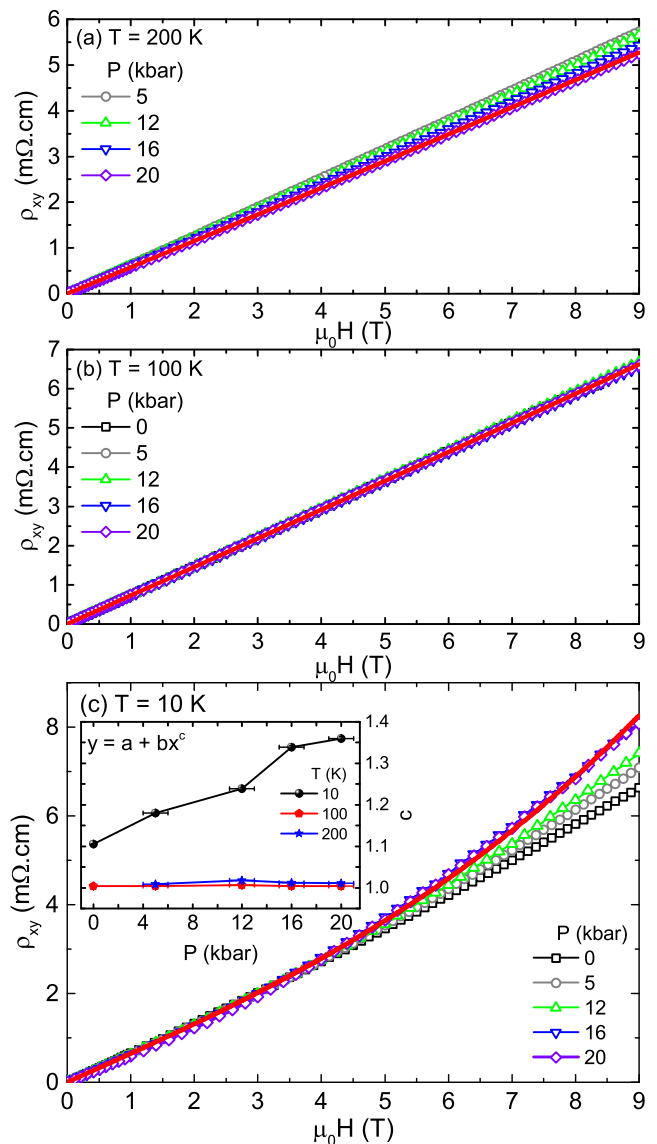 (a) T = 200 K
P (kbar)
5
12
16
20
ρxy (mΩ.cm)
0 1 2 3 4 5 6
0 1 2 3 4 5 6 7 8 9
μ0H (T)
(b) T = 100 K
P (kbar)
0
5
12
16
20
ρxy (mΩ.cm)
0 1 2 3 4 5 6 7
0 1 2 3 4 5 6 7 8 9
μ0H (T)
(c) T = 10 K
y = a + bx^c
T (K)
10
100
200
c
1.0 1.1 1.2 1.3 1.4
0 4 8 12 16 20
P (kbar)
P (kbar)
0
5
12
16
20
ρxy (mΩ.cm)
0 2 4 6 8
0 1 2 3 4 5 6 7 8 9
μ0H (T)